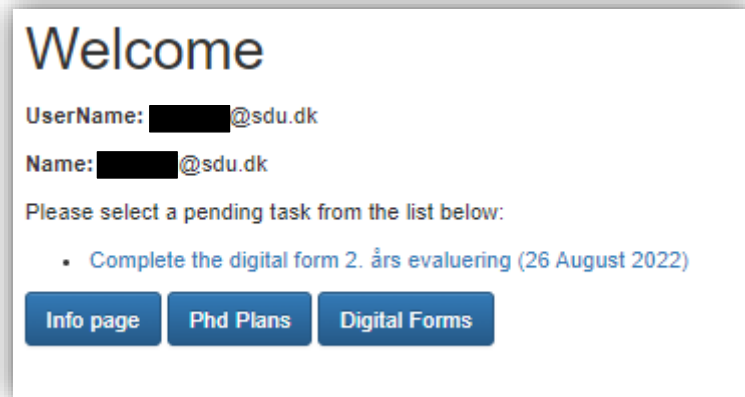 Welcome
UserName: @sdu.dk
Name: @sdu.dk
Please select a pending task from the list below:
• Complete the digital form 2. års evaluering (26 August 2022)
Info page Phd Plans Digital Forms